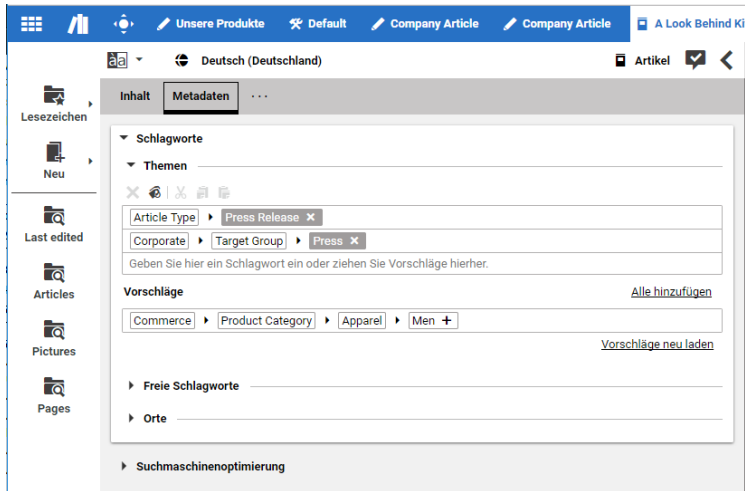 Unsere Produkte Default Company Article Company Article A Look Behind Ki
Deutsch (Deutschland) Artikel
Inhalt Metadaten ...
Lesezeichen
Neu
Last edited
Articles
Pictures
Pages
Schlagworte
Themen
Article Type Press Release
Corporate Target Group Press
Geben Sie hier ein Schlagwort ein oder ziehen Sie Vorschläge hierher.
Vorschläge Alle hinzufügen
Commerce Product Category Apparel Men +
Vorschläge neu laden
Freie Schlagworte
Orte
Suchmaschinenoptimierung